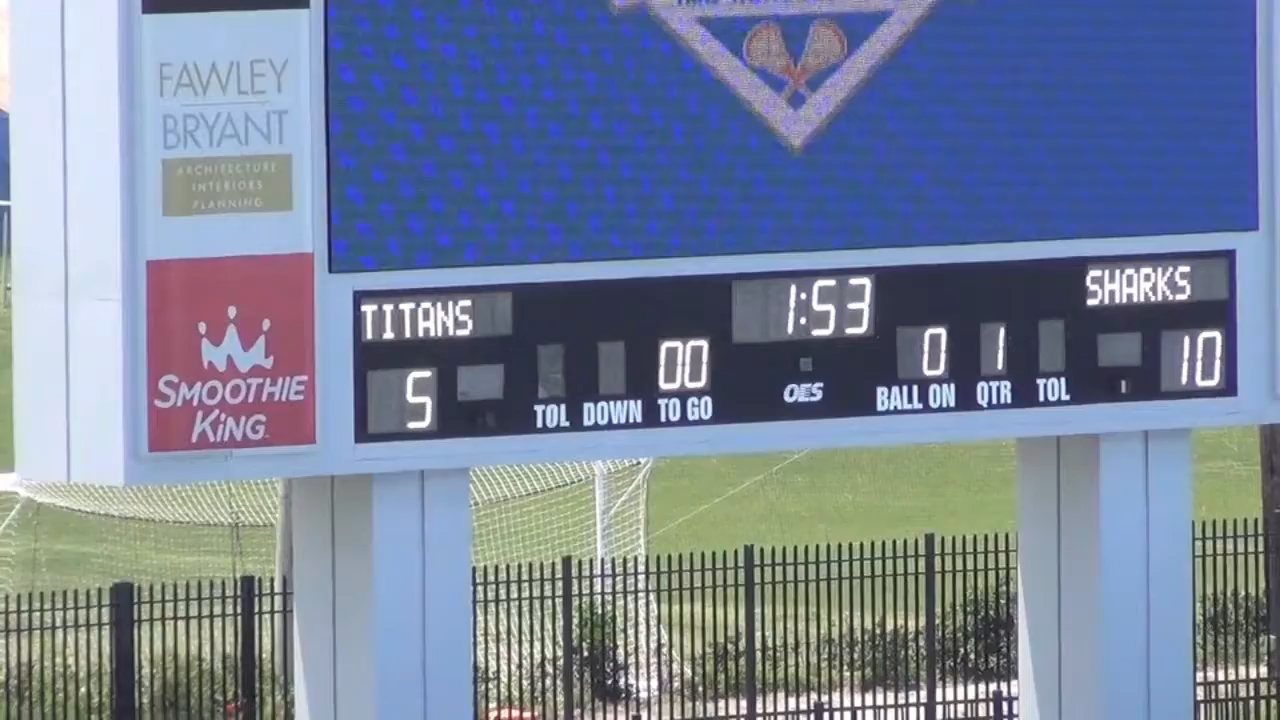 FAWLEY
BRYANT
ARCHITECTURE
INTERIORS
PLANNING
SMOOTHIE
KING
TITANS
1:53
SHARKS
5
00
0
1
10
TOL
DOWN
TO GO
OES
BALL ON
QTR
TOL